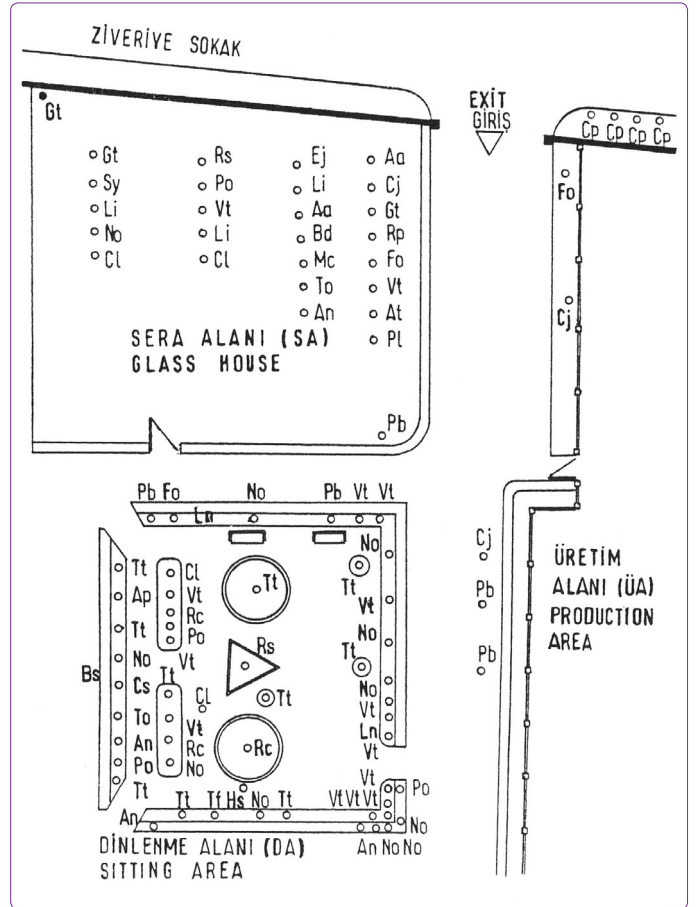 ZİVERİYE SOKAK
EXİT
GİRİŞ
Cp Cp Cp Cp
Gt
Gt Rs Ej Aa
Sy Po Li Cj
Li Vt Aa Gt
No Li Bd Rp
Cl Cl Mc Fo
To Vt
An At
Pl
SERA ALANI (SA)
GLASS HOUSE
Pb
Fo
Cj
Pb Fo No Pb Vt Vt
Ln
No
Tt
Vt
No
Tt
No
Vt
Ln
Vt
Tt
Ap
Tt
No
Cs
To
An
Po
Tt
Bs
Cl
Vt
Rc
Po
Vt
Tt
Cl
Vt
Rc
No
Tt
Rs
Tt
Rc
Hs
Tt Tf No Tt
Vt
Vt Vt Vt
Po
No
An
An No No
DİNLENME ALANI (DA)
SITTING AREA
Cj
Pb
Pb
ÜRETİM
ALANI (ÜA)
PRODUCTION
AREA